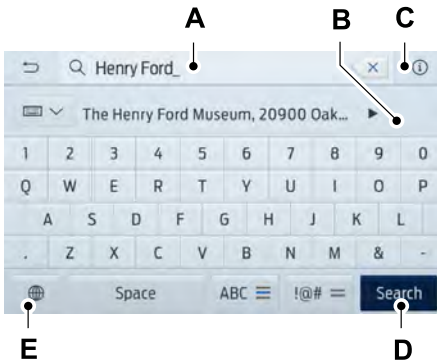 A
B
C
Henry Ford_
The Henry Ford Museum, 20900 Oak...
1 2 3 4 5 6 7 8 9 0
Q W E R T Y U I O P
A S D F G H J K L
. Z X C V B N M & -
Space ABC !@# Search
E
D